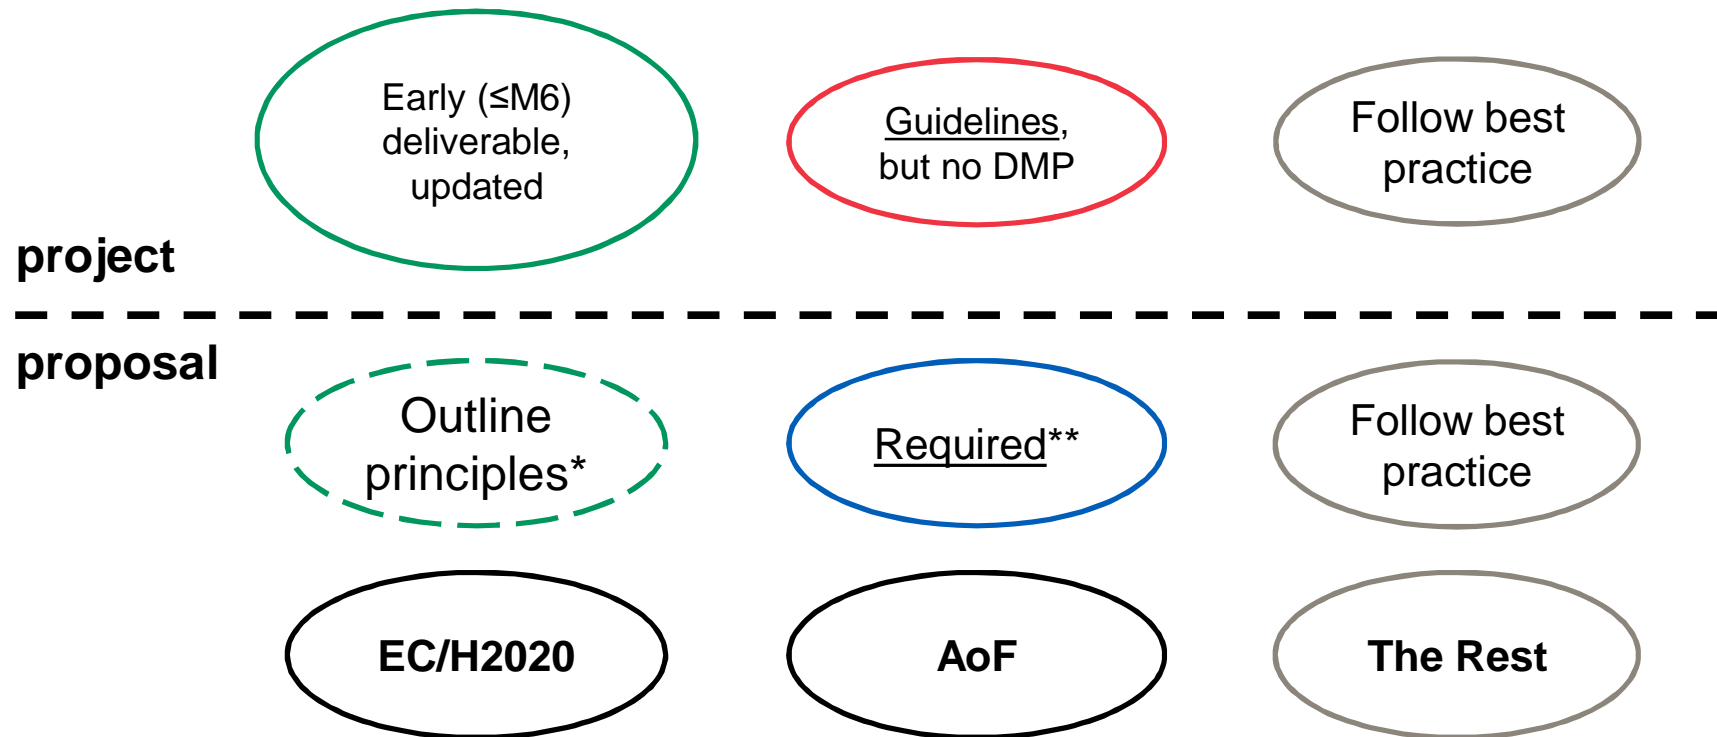 Early (≤M6)
deliverable,
updated
Guidelines,
but no DMP
Follow best
practice
project
proposal
Outline
principles*
Required**
Follow best
practice
EC/H2020
AoF
The Rest